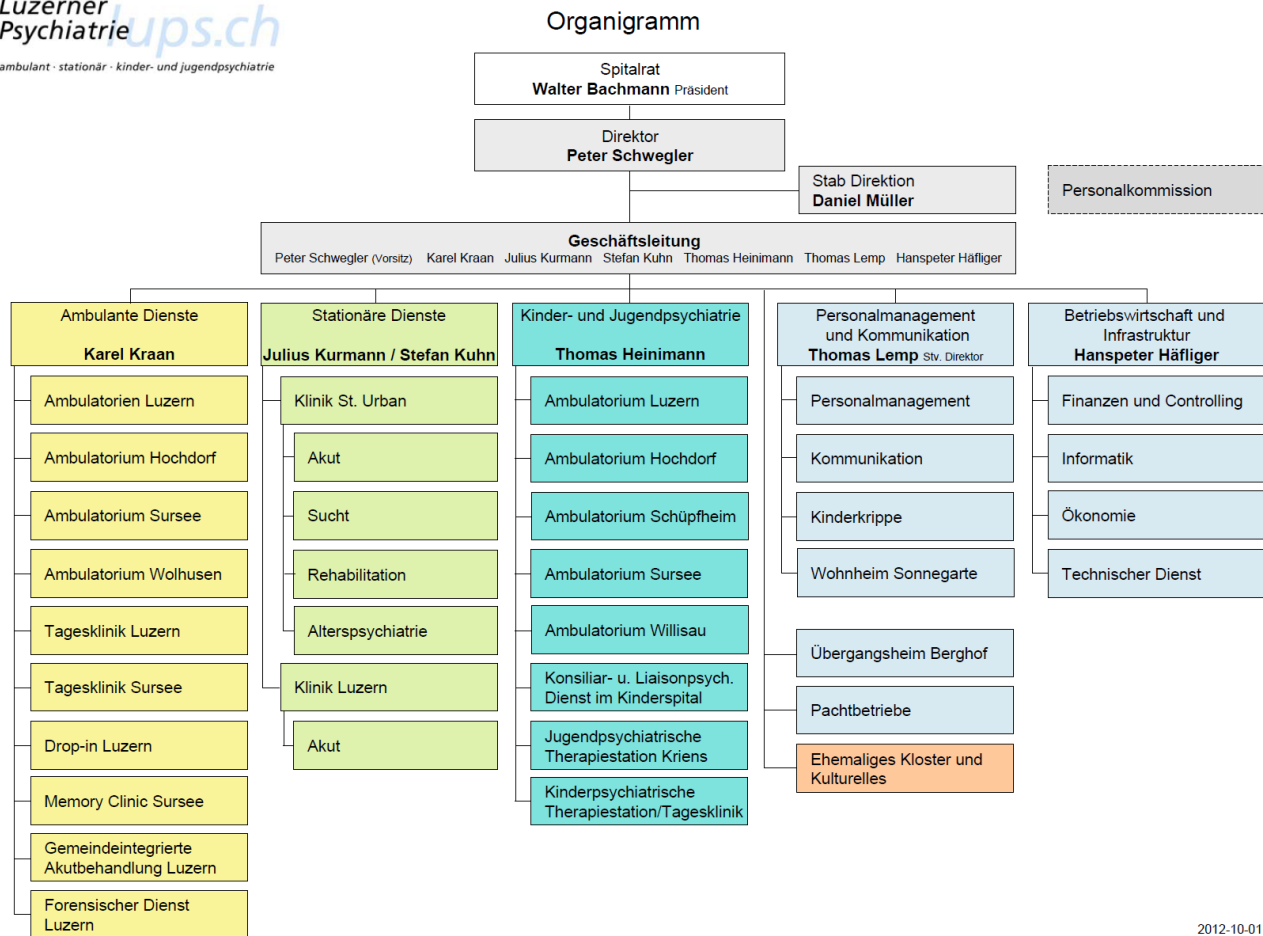 Luzerner
Psychiatrie lups.ch
ambulant · stationär · kinder- und jugendpsychiatrie
Organigramm
Spitalrat
Walter Bachmann Präsident
Direktor
Peter Schwegler
Stab Direktion
Daniel Müller
Personalkommission
Geschäftsleitung
Peter Schwegler (Vorsitz) Karel Kraan Julius Kurmann Stefan Kuhn Thomas Heinimann Thomas Lemp Hanspeter Häfliger
Ambulante Dienste
Karel Kraan
Ambulatorien Luzern
Ambulatorium Hochdorf
Ambulatorium Sursee
Ambulatorium Wolhusen
Tagesklinik Luzern
Tagesklinik Sursee
Drop-in Luzern
Memory Clinic Sursee
Gemeindeintegrierte
Akutbehandlung Luzern
Forensischer Dienst
Luzern
Stationäre Dienste
Julius Kurmann / Stefan Kuhn
Klinik St. Urban
Akut
Sucht
Rehabilitation
Alterspsychiatrie
Klinik Luzern
Akut
Kinder- und Jugendpsychiatrie
Thomas Heinimann
Ambulatorium Luzern
Ambulatorium Hochdorf
Ambulatorium Schüpfheim
Ambulatorium Sursee
Ambulatorium Willisau
Konsiliar- u. Liaisonpsych.
Dienst im Kinderspital
Jugendpsychiatrische
Therapiestation Kriens
Kinderpsychiatrische
Therapiestation/Tagesklinik
Personalmanagement
und Kommunikation
Thomas Lemp Stv. Direktor
Personalmanagement
Kommunikation
Kinderkrippe
Wohnheim Sonnegarte
Übergangsheim Berghof
Pachtbetriebe
Ehemaliges Kloster und
Kulturelles
Betriebswirtschaft und
Infrastruktur
Hanspeter Häfliger
Finanzen und Controlling
Informatik
Ökonomie
Technischer Dienst
2012-10-01